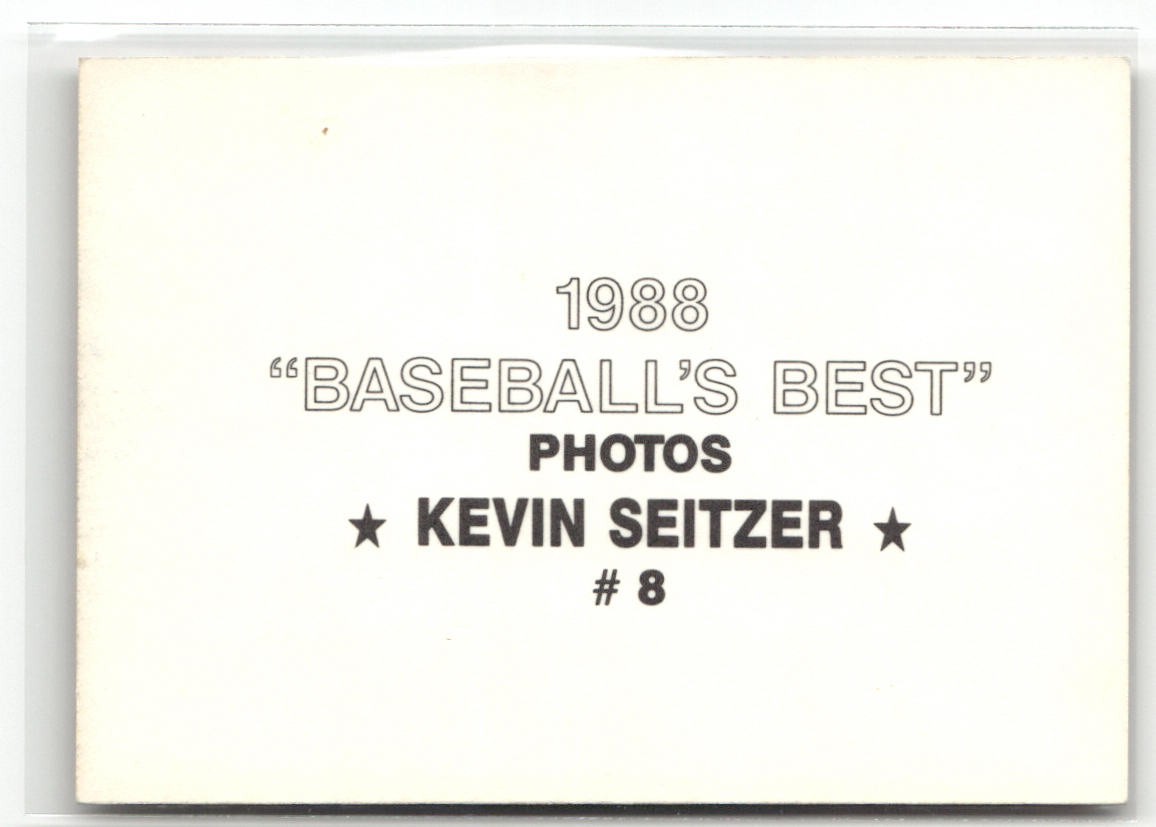 1988
“BASEBALL’S BEST”
PHOTOS
★ KEVIN SEITZER ★
# 8